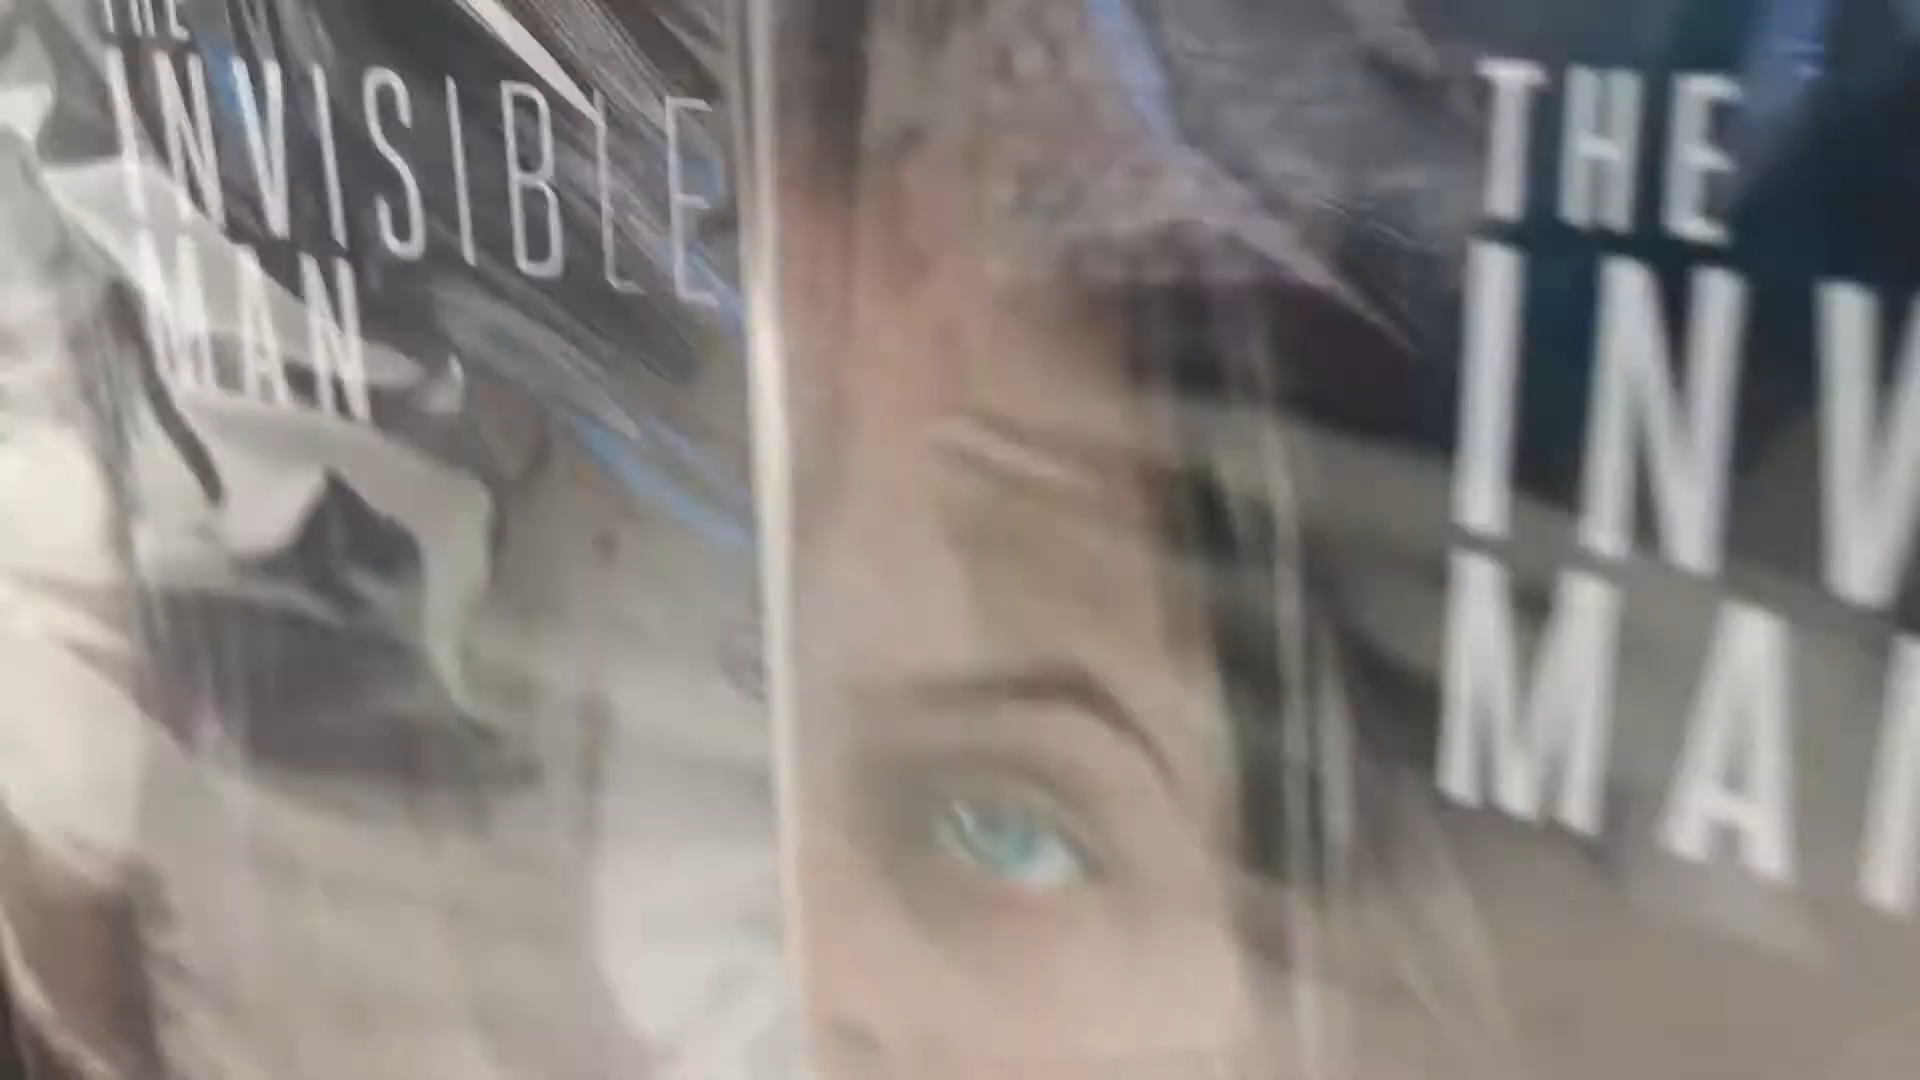 THE
INVISIBLE
MAN
THE
INV
MA